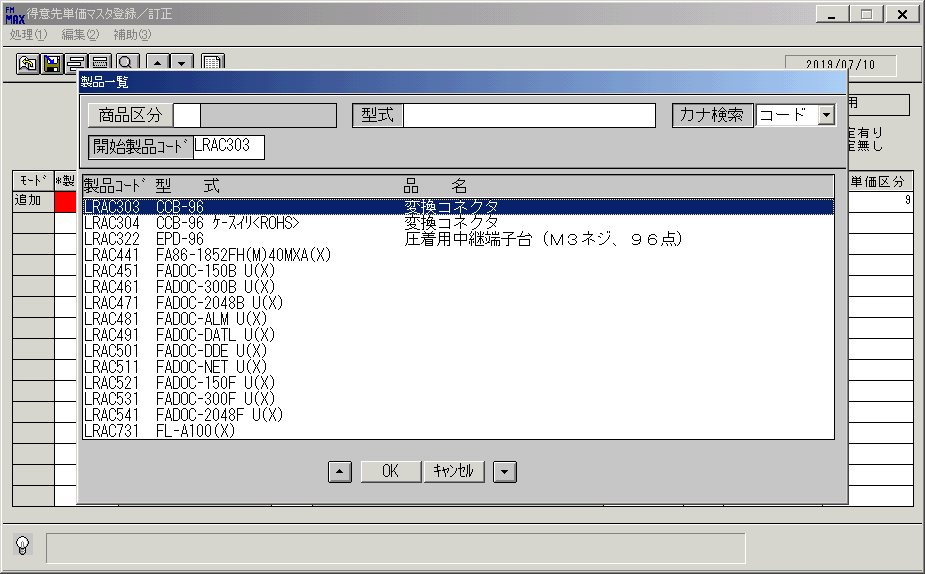 FM MAX 得意先単価マスタ登録／訂正
処理(1) 編集(2) 補助(3)
2019/07/10
製品一覧
商品区分 型式 カナ検索 コード
用
開始製品ｺｰﾄﾞ LRAC303
定有り
定無し
ﾓｰﾄﾞ *製 単価区分
追加 9
製品ｺｰﾄﾞ 型　　式 品　　名
LRAC303 CCB-96 変換コネクタ
LRAC304 CCB-96 ｹｰｽｲﾘ<ROHS> 変換コネクタ
LRAC322 EPD-96 圧着用中継端子台（Ｍ３ネジ、９６点）
LRAC441 FA86-1852FH(M)40MXA(X)
LRAC451 FADOC-150B U(X)
LRAC461 FADOC-300B U(X)
LRAC471 FADOC-2048B U(X)
LRAC481 FADOC-ALM U(X)
LRAC491 FADOC-DATL U(X)
LRAC501 FADOC-DDE U(X)
LRAC511 FADOC-NET U(X)
LRAC521 FADOC-150F U(X)
LRAC531 FADOC-300F U(X)
LRAC541 FADOC-2048F U(X)
LRAC731 FL-A100(X)
OK ｷｬﾝｾﾙ